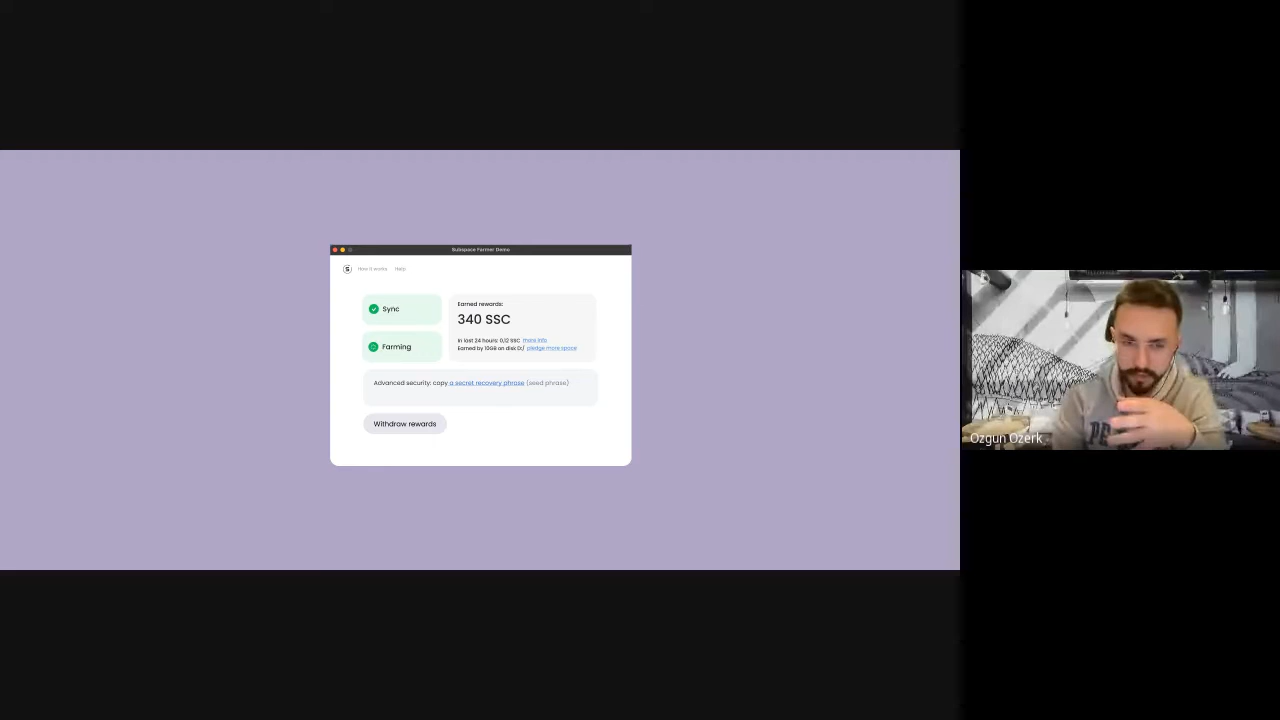 Subspace Farmer Demo
S How it works Help
Sync
Farming
Earned rewards:
340 SSC
In last 24 hours: 0,12 SSC more info
Earned by 10GB on disk D:/ pledge more space
Advanced security: copy a secret recovery phrase (seed phrase)
Withdraw rewards
Ozgun Ozerk